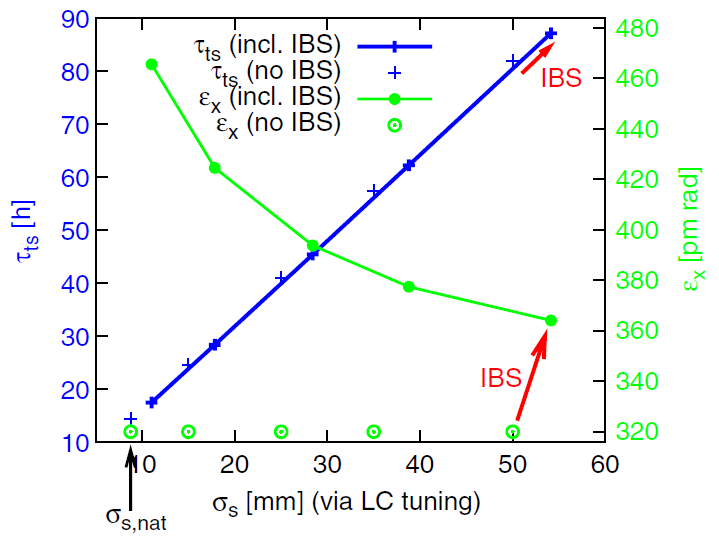 90
80
70
60
50
40
30
20
10
τts [h]
τts (incl. IBS)
τts (no IBS)
εx (incl. IBS)
εx (no IBS)
IBS
IBS
480
460
440
420
400
380
360
340
320
εx [pm rad]
10 20 30 40 50 60
σs [mm] (via LC tuning)
σs,nat